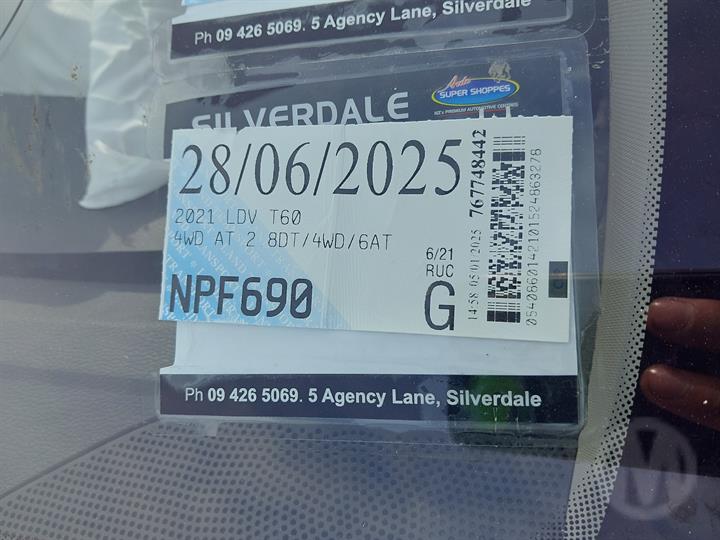 Ph 09 426 5069. 5 Agency Lane, Silverdale
SILVERDALE
Auto
SUPER SHOPPES
NZ's PREMIUM AUTOMOTIVE CENTRES
28/06/2025
2021 LDV T60
4WD AT 2 8DT/4WD/6AT
NPF690
6/21
RUC
G
14:58 05/01 2025 767748442
0540860142101524863278
Ph 09 426 5069. 5 Agency Lane, Silverdale